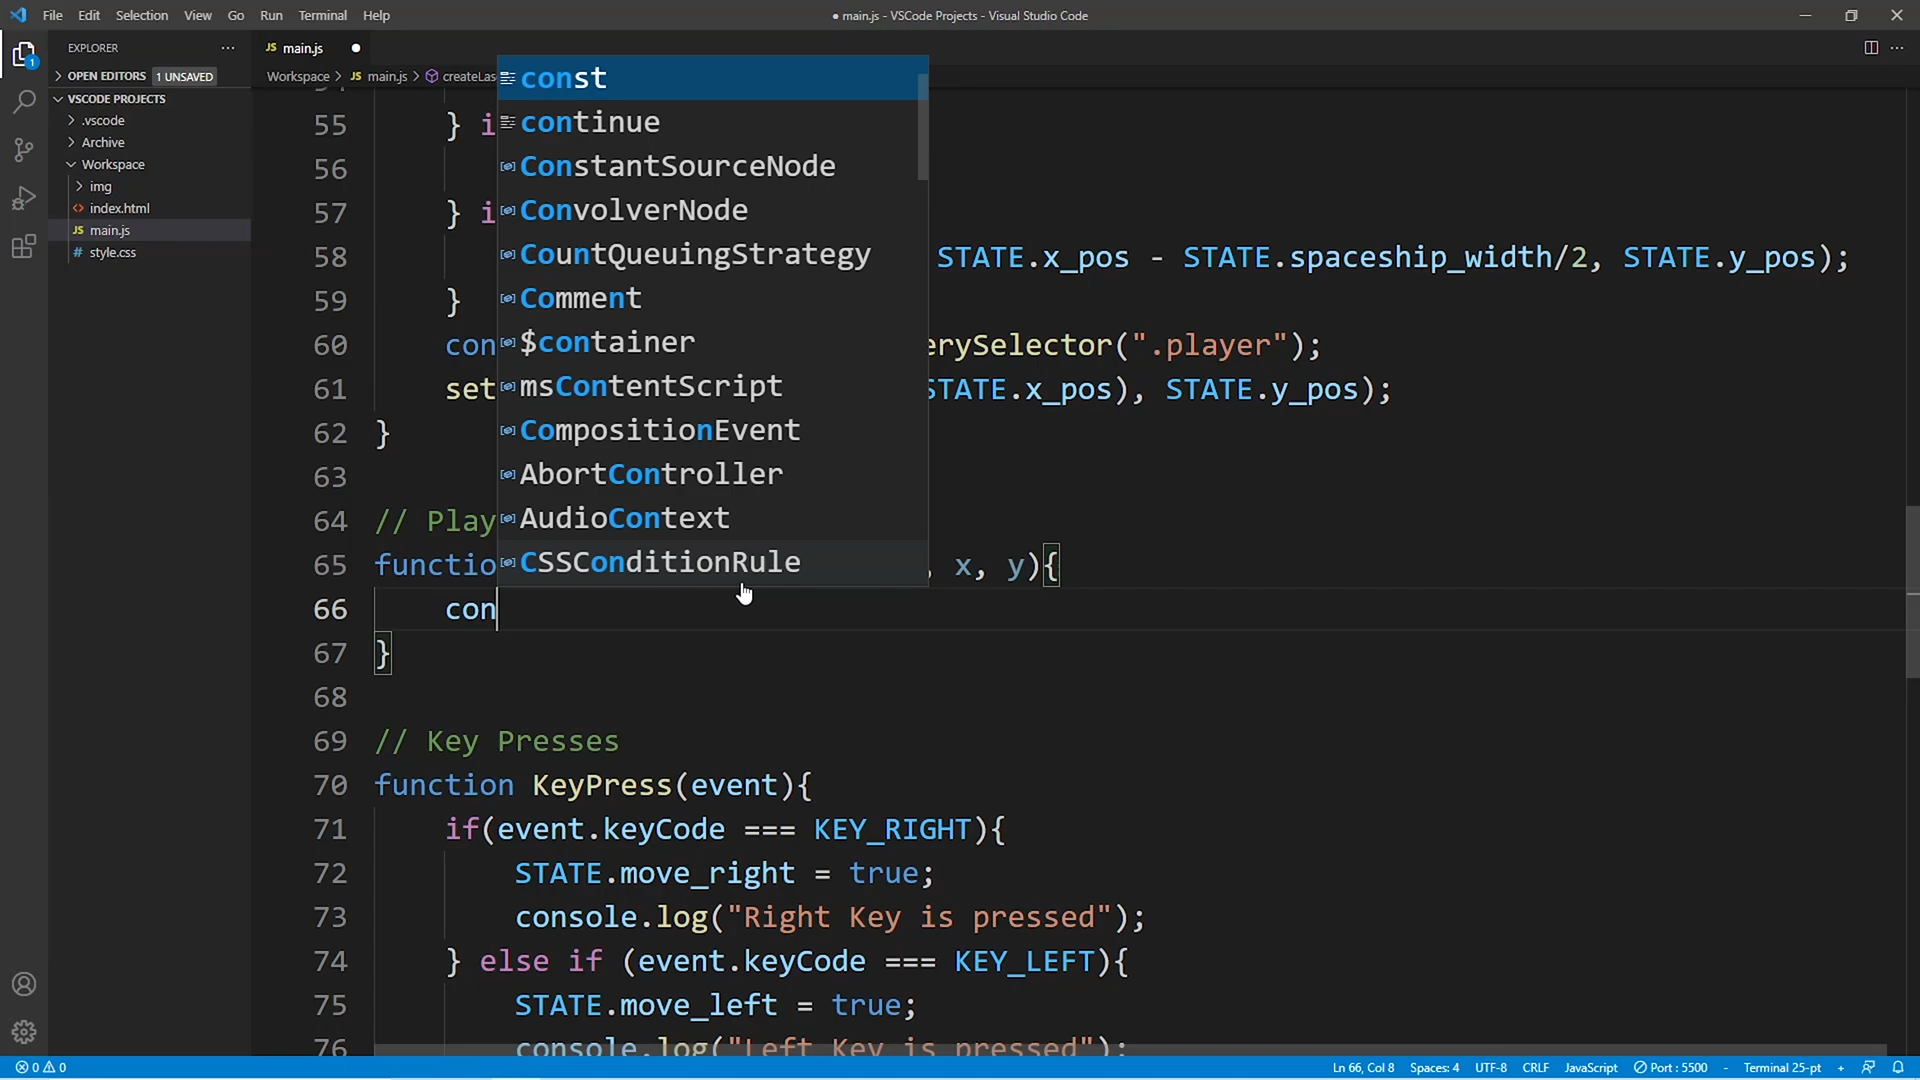 File Edit Selection View Go Run Terminal Help
● main.js - VSCode Projects - Visual Studio Code
EXPLORER ···
OPEN EDITORS 1 UNSAVED
VSCODE PROJECTS
.vscode
Archive
Workspace
img
<> index.html
JS main.js
# style.css
1
JS main.js ●
Workspace > JS main.js > createLas
const
continue
ConstantSourceNode
ConvolverNode
CountQueuingStrategy
Comment
$container
msContentScript
CompositionEvent
AbortController
AudioContext
CSSConditionRule
55 } i
56
57 } i
58 STATE.x_pos - STATE.spaceship_width/2, STATE.y_pos);
59 }
60 con erySelector(".player");
61 set STATE.x_pos), STATE.y_pos);
62 }
63
64 // Play
65 functio , x, y){
66 con
67 }
68
69 // Key Presses
70 function KeyPress(event){
71 if(event.keyCode === KEY_RIGHT){
72 STATE.move_right = true;
73 console.log("Right Key is pressed");
74 } else if (event.keyCode === KEY_LEFT){
75 STATE.move_left = true;
76 console.log("Left Key is pressed");
0 0 Ln 66, Col 8 Spaces: 4 UTF-8 CRLF JavaScript Port : 5500 - Terminal 25-pt +